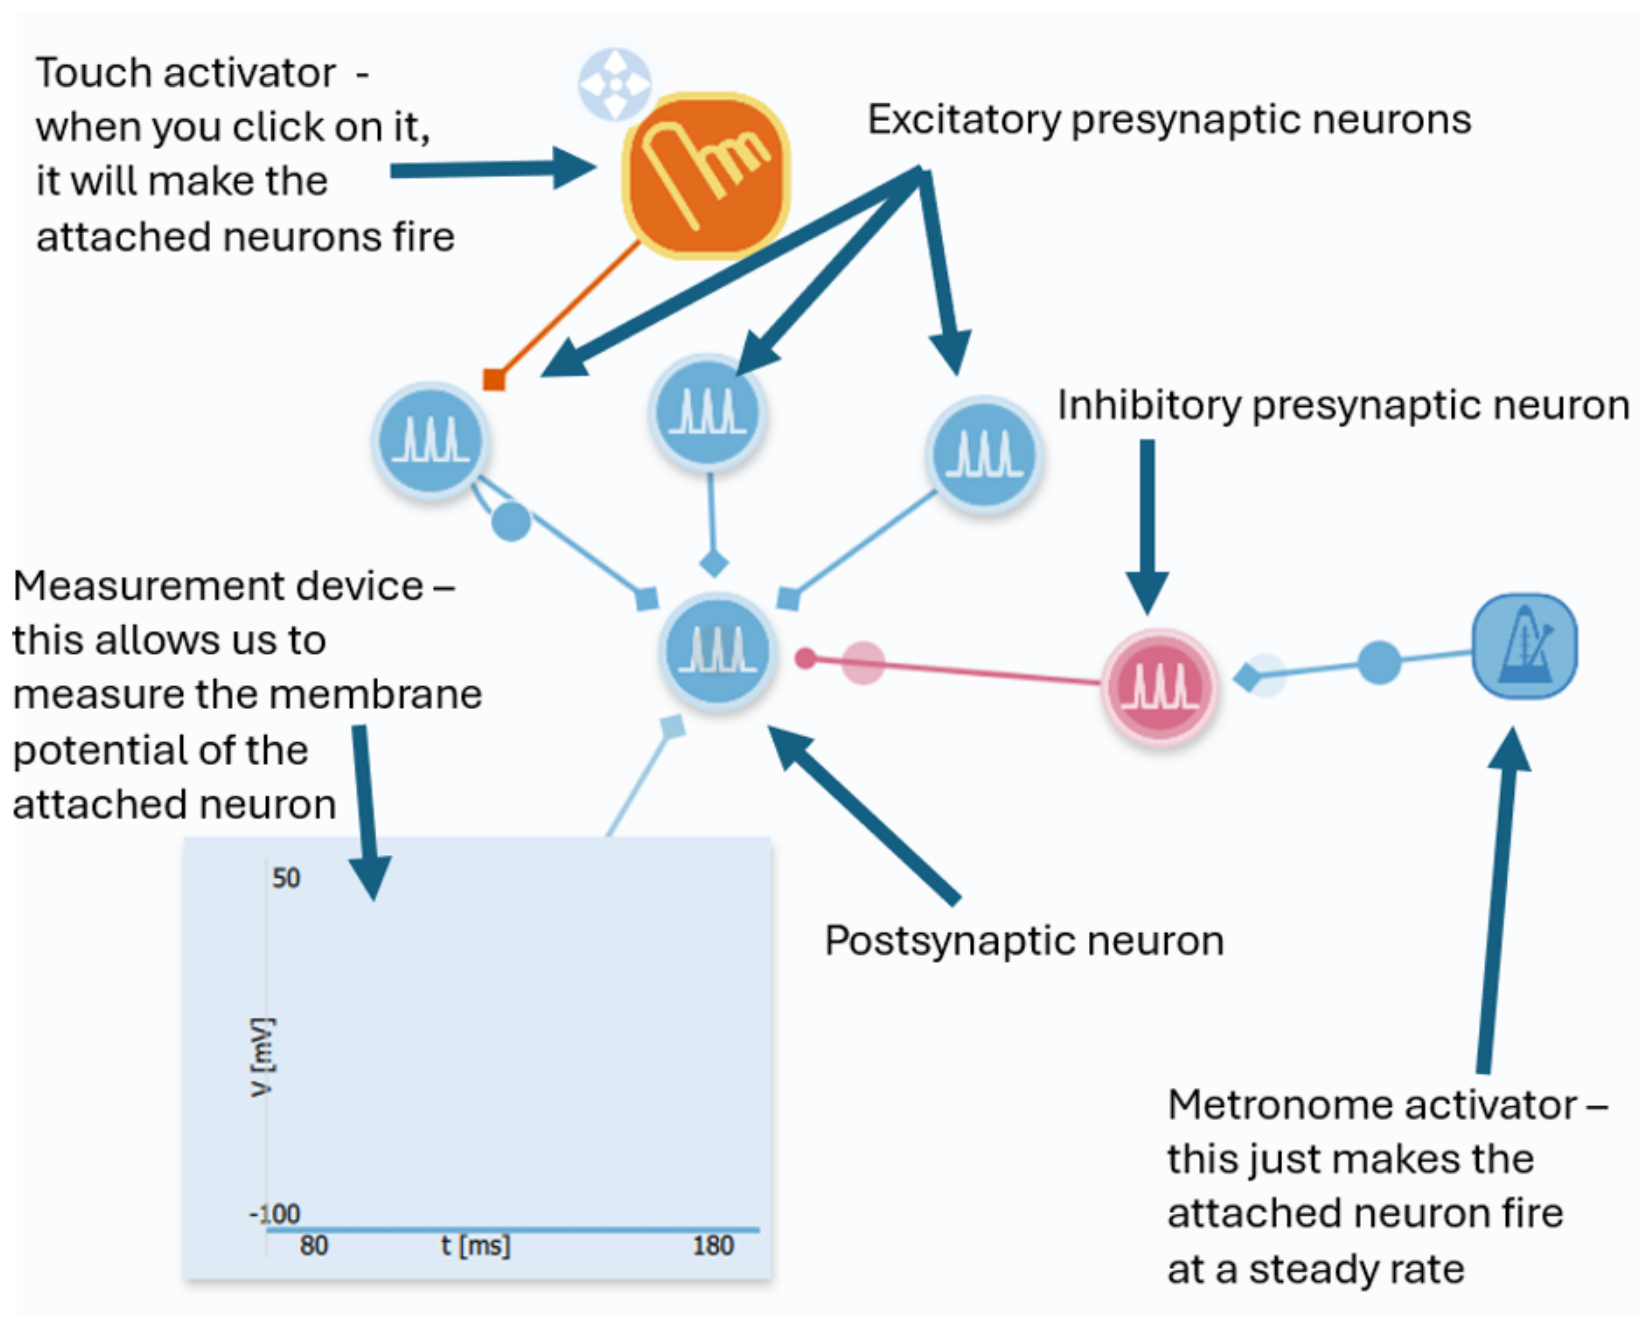 Touch activator -
when you click on it,
it will make the
attached neurons fire
Excitatory presynaptic neurons
Inhibitory presynaptic neuron
Measurement device –
this allows us to
measure the membrane
potential of the
attached neuron
50
V [mV]
-100
80
t [ms]
180
Postsynaptic neuron
Metronome activator –
this just makes the
attached neuron fire
at a steady rate